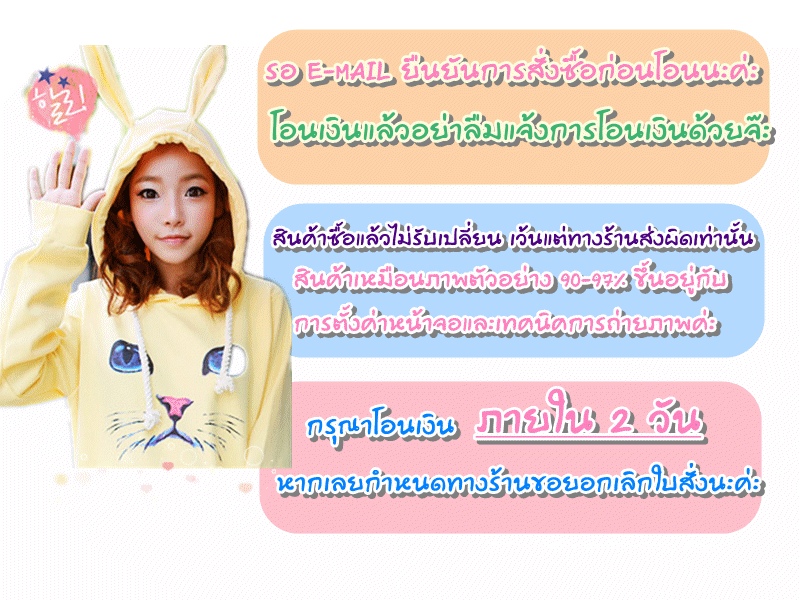 하널리!
รอ E-MAIL ยืนยันการสั่งซื้อก่อนโอนนะค่ะ
โอนเงินแล้วอย่าลืมแจ้งการโอนเงินด้วยจ๊ะ
สินค้าซื้อแล้วไม่รับเปลี่ยน เว้นแต่ทางร้านส่งผิดเท่านั้น
สินค้าเหมือนภาพตัวอย่าง 90-97% ขึ้นอยู่กับ
การตั้งค่าหน้าจอและเทคนิคการถ่ายภาพค่ะ
กรุณาโอนเงิน ภายใน 2 วัน
หากเลยกำหนดทางร้านขอยกเลิกใบสั่งนะค่ะ